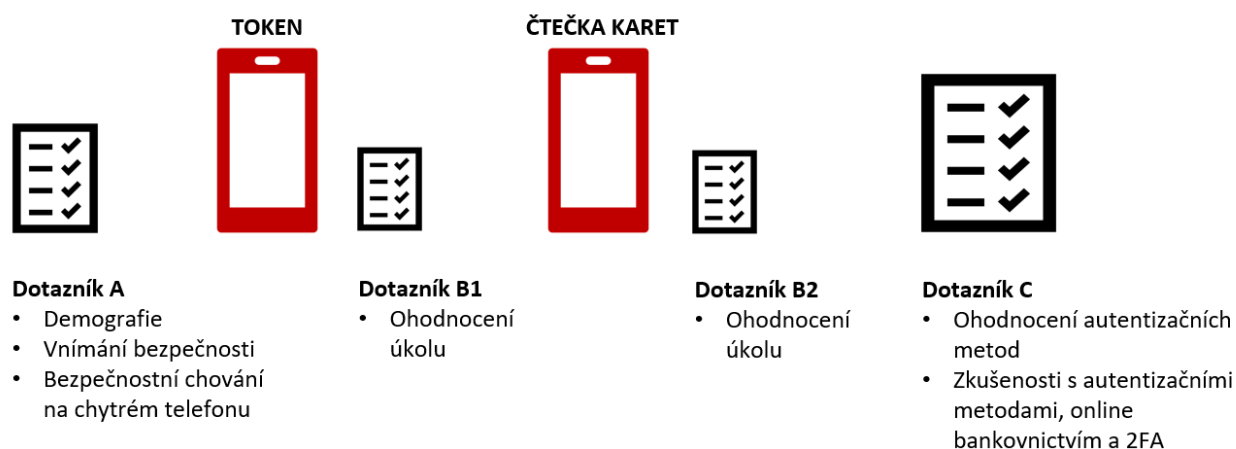 TOKEN
ČTEČKA KARET
Dotazník A
• Demografie
• Vnímání bezpečnosti
• Bezpečnostní chování
na chytrém telefonu
Dotazník B1
• Ohodnocení
úkolu
Dotazník B2
• Ohodnocení
úkolu
Dotazník C
• Ohodnocení autentizačních
metod
• Zkušenosti s autentizačními
metodami, online
bankovnictvím a 2FA